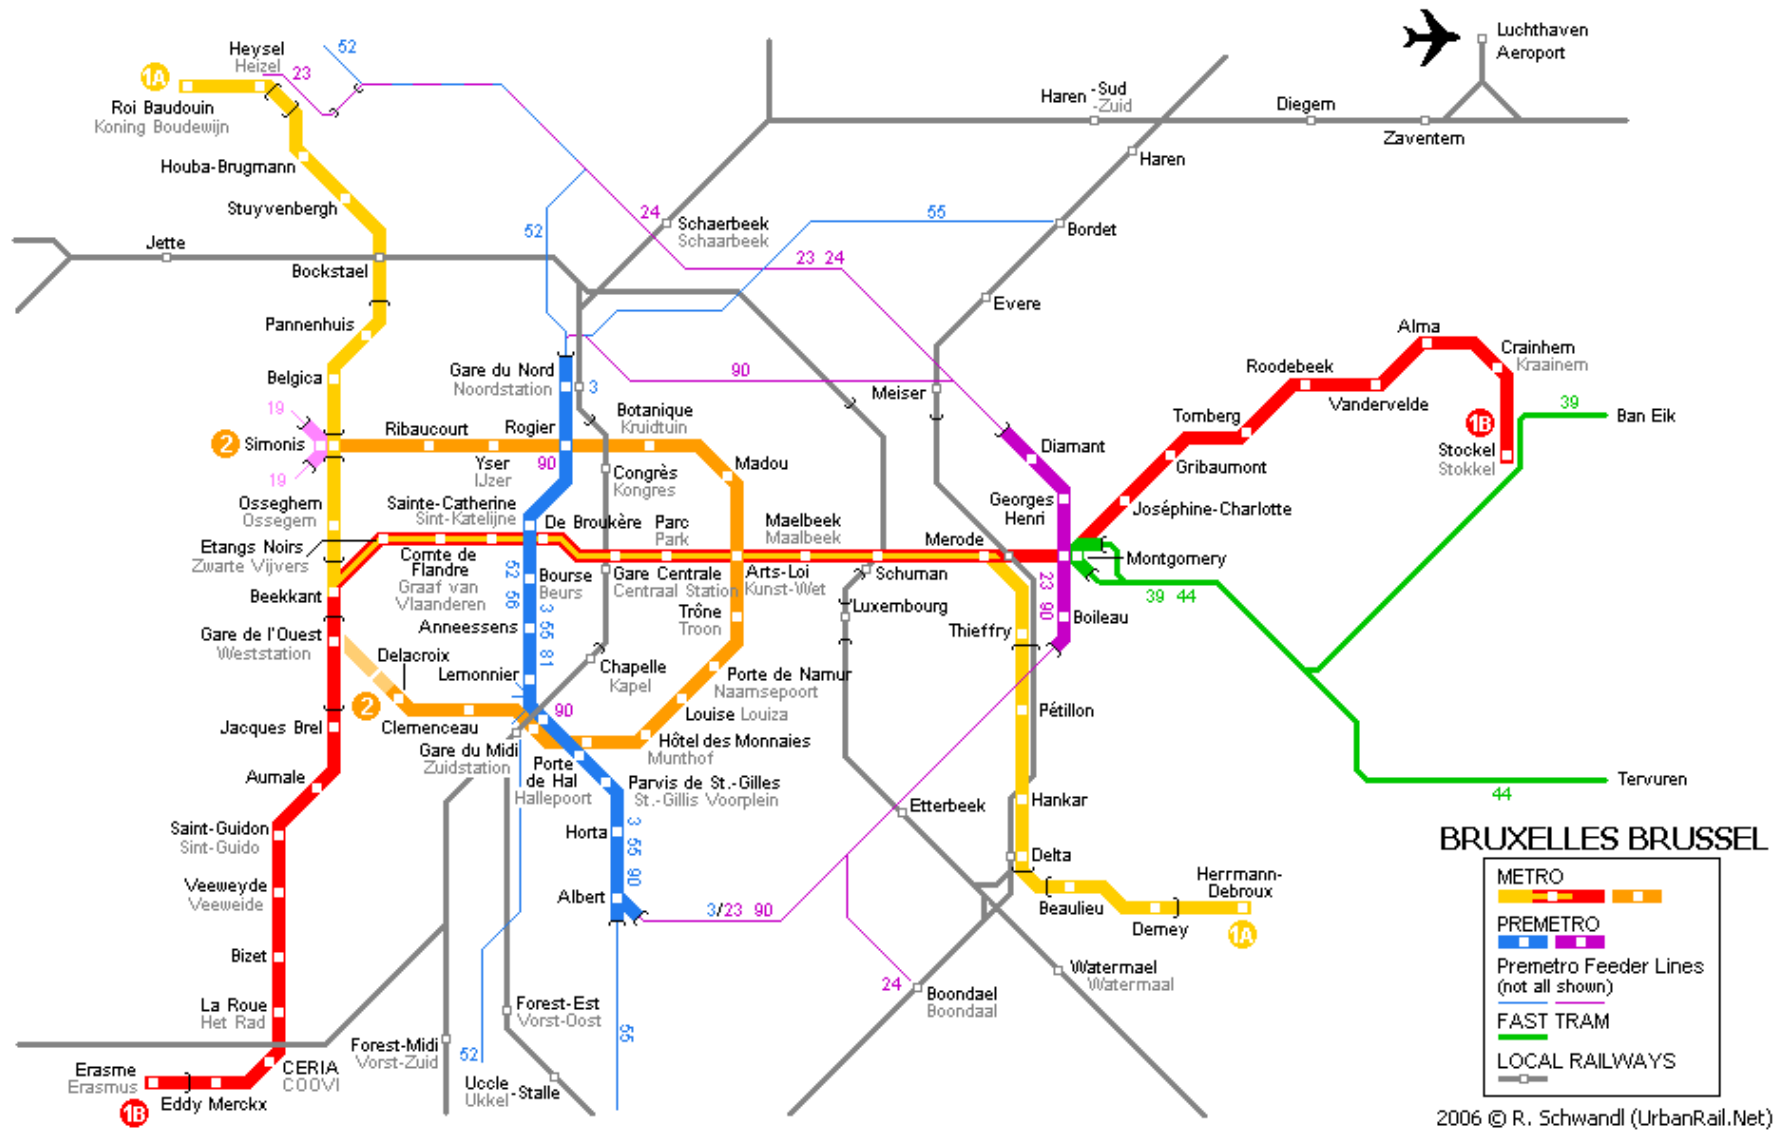 Heysel
Heizel
52
23
1A
Roi Baudouin
Koning Boudewijn
Houba-Brugmann
Stuyvenbergh
Jette
Bockstael
Pannenhuis
Belgica
19
2
Simonis
19
Osseghem
Ossegem
Etangs Noirs
Zwarte Vijvers
Beekkant
Gare de l'Ouest
Weststation
Jacques Brel
Aumale
Saint-Guidon
Sint-Guido
Veeweyde
Veeweide
Bizet
La Roue
Het Rad
CERIA
COOVI
Erasme
Erasmus
1B
Eddy Merckx
Ribaucourt
Yser
IJzer
Rogier
90
Gare du Nord
Noordstation
3
Botanique
Kruidtuin
Madou
Congrès
Kongres
Sainte-Catherine
Sint-Katelijne
De Broukère
Parc
Park
Maelbeek
Maalbeek
Comte de
Flandre
Graaf van
Vlaanderen
52 56
Bourse
Beurs
3 55 81
Gare Centrale
Centraal Station
Arts-Loi
Kunst-Wet
Schuman
Merode
Anneessens
Trône
Troon
Delacroix
Lemonnier
Chapelle
Kapel
Porte de Namur
Naamsepoort
2
Clemenceau
90
Louise Louiza
Gare du Midi
Zuidstation
Hôtel des Monnaies
Munthof
Porte
de Hal
Hallepoort
Parvis de St.-Gilles
St.-Gillis Voorplein
Horta
3 55 90
Albert
3/23 90
24
52
55
Forest-Est
Vorst-Oost
Forest-Midi
Vorst-Zuid
Uccle
Ukkel
-Stalle
Boondael
Boondaal
Watermael
Watermaal
Etterbeek
Luxembourg
Thieffry
Pétillon
Hankar
Delta
Beaulieu
Demey
Herrmann-
Debroux
1A
52
24
Schaerbeek
Schaarbeek
23 24
55
90
Haren
-Sud
-Zuid
Diegem
Zaventem
Luchthaven
Aeroport
Haren
Bordet
Evere
Meiser
Diamant
Georges
Henri
23 90
Boileau
Montgomery
39 44
Joséphine-Charlotte
Gribaumont
Tomberg
Roodebeek
Vandervelde
Alma
Crainhem
Kraainem
1B
Stockel
Stokkel
39
Ban Eik
44
Tervuren
BRUXELLES BRUSSEL
METRO
PREMETRO
Premetro Feeder Lines
(not all shown)
FAST TRAM
LOCAL RAILWAYS
2006 © R. Schwandl (UrbanRail.Net)